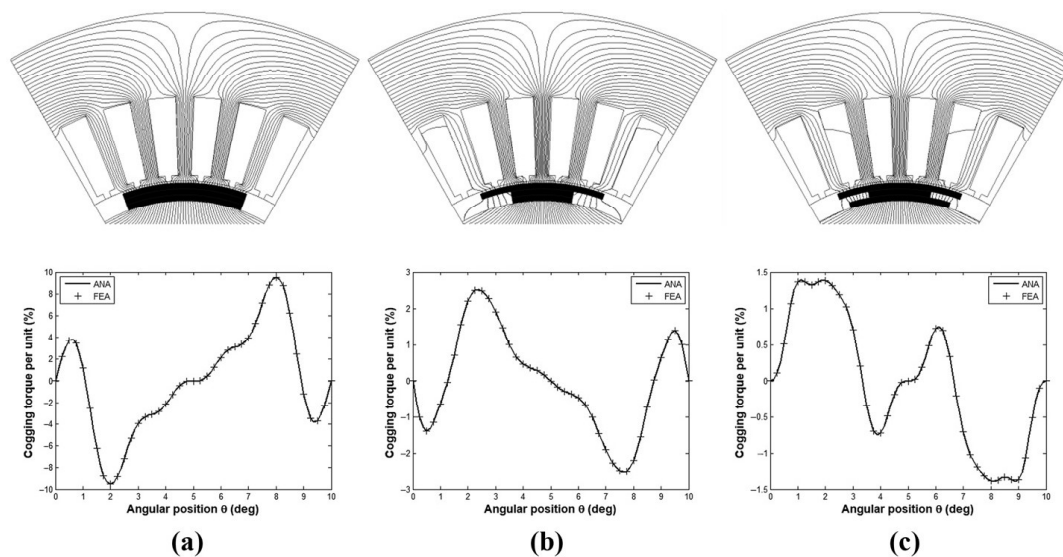 ANA
FEA
Cogging torque per unit (%)
10
8
6
4
2
0
−2
−4
−6
−8
−10
0 1 2 3 4 5 6 7 8 9 10
Angular position θ (deg)
(a)
ANA
FEA
Cogging torque per unit (%)
3
2
1
0
−1
−2
−3
0 1 2 3 4 5 6 7 8 9 10
Angular position θ (deg)
(b)
ANA
FEA
Cogging torque per unit (%)
1.5
1
0.5
0
−0.5
−1
−1.5
0 1 2 3 4 5 6 7 8 9 10
Angular position θ (deg)
(c)